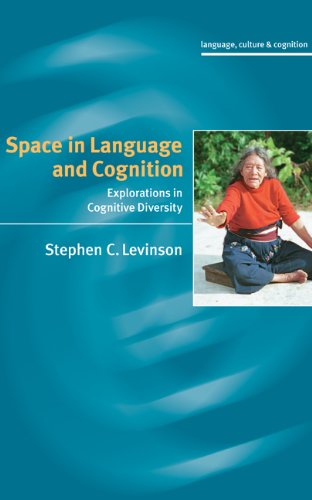 language, culture & cognition
Space in Language
and Cognition
Explorations in
Cognitive Diversity
Stephen C. Levinson